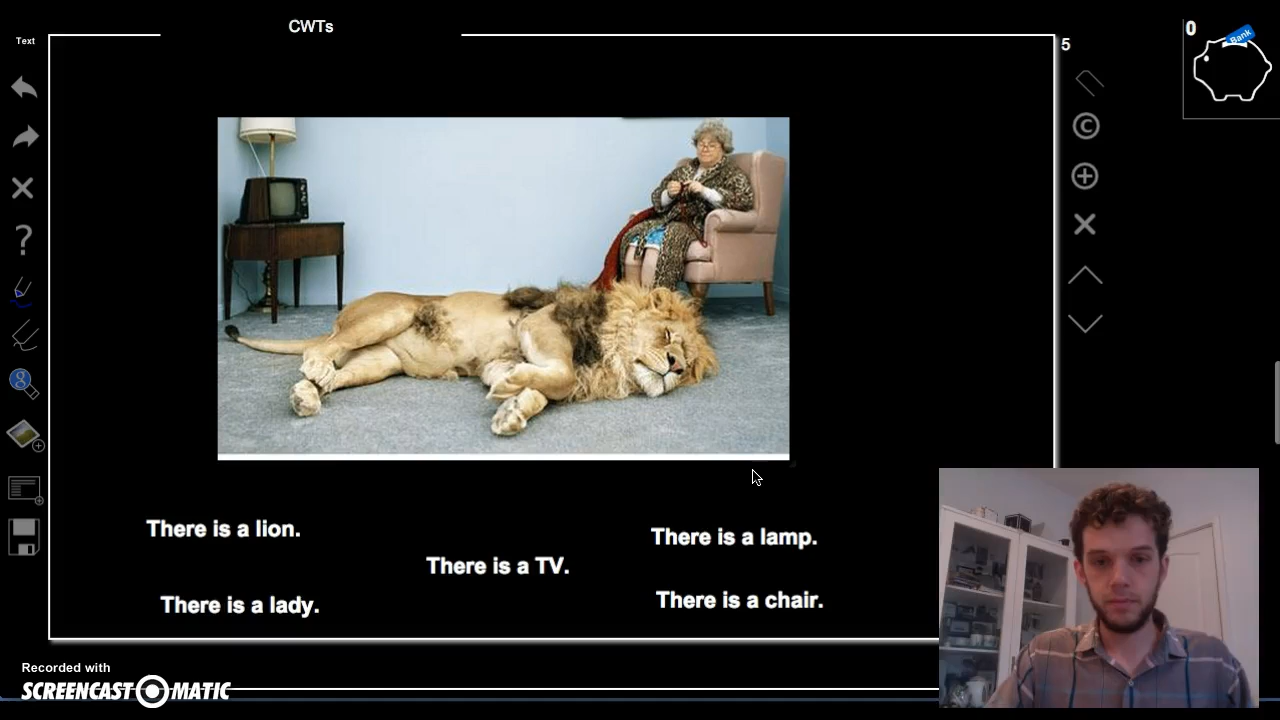 CWTs
Text
5
0
Bank
©
?
g
There is a lion.
There is a lamp.
There is a TV.
There is a lady.
There is a chair.
Recorded with
SCREENCAST-O-MATIC